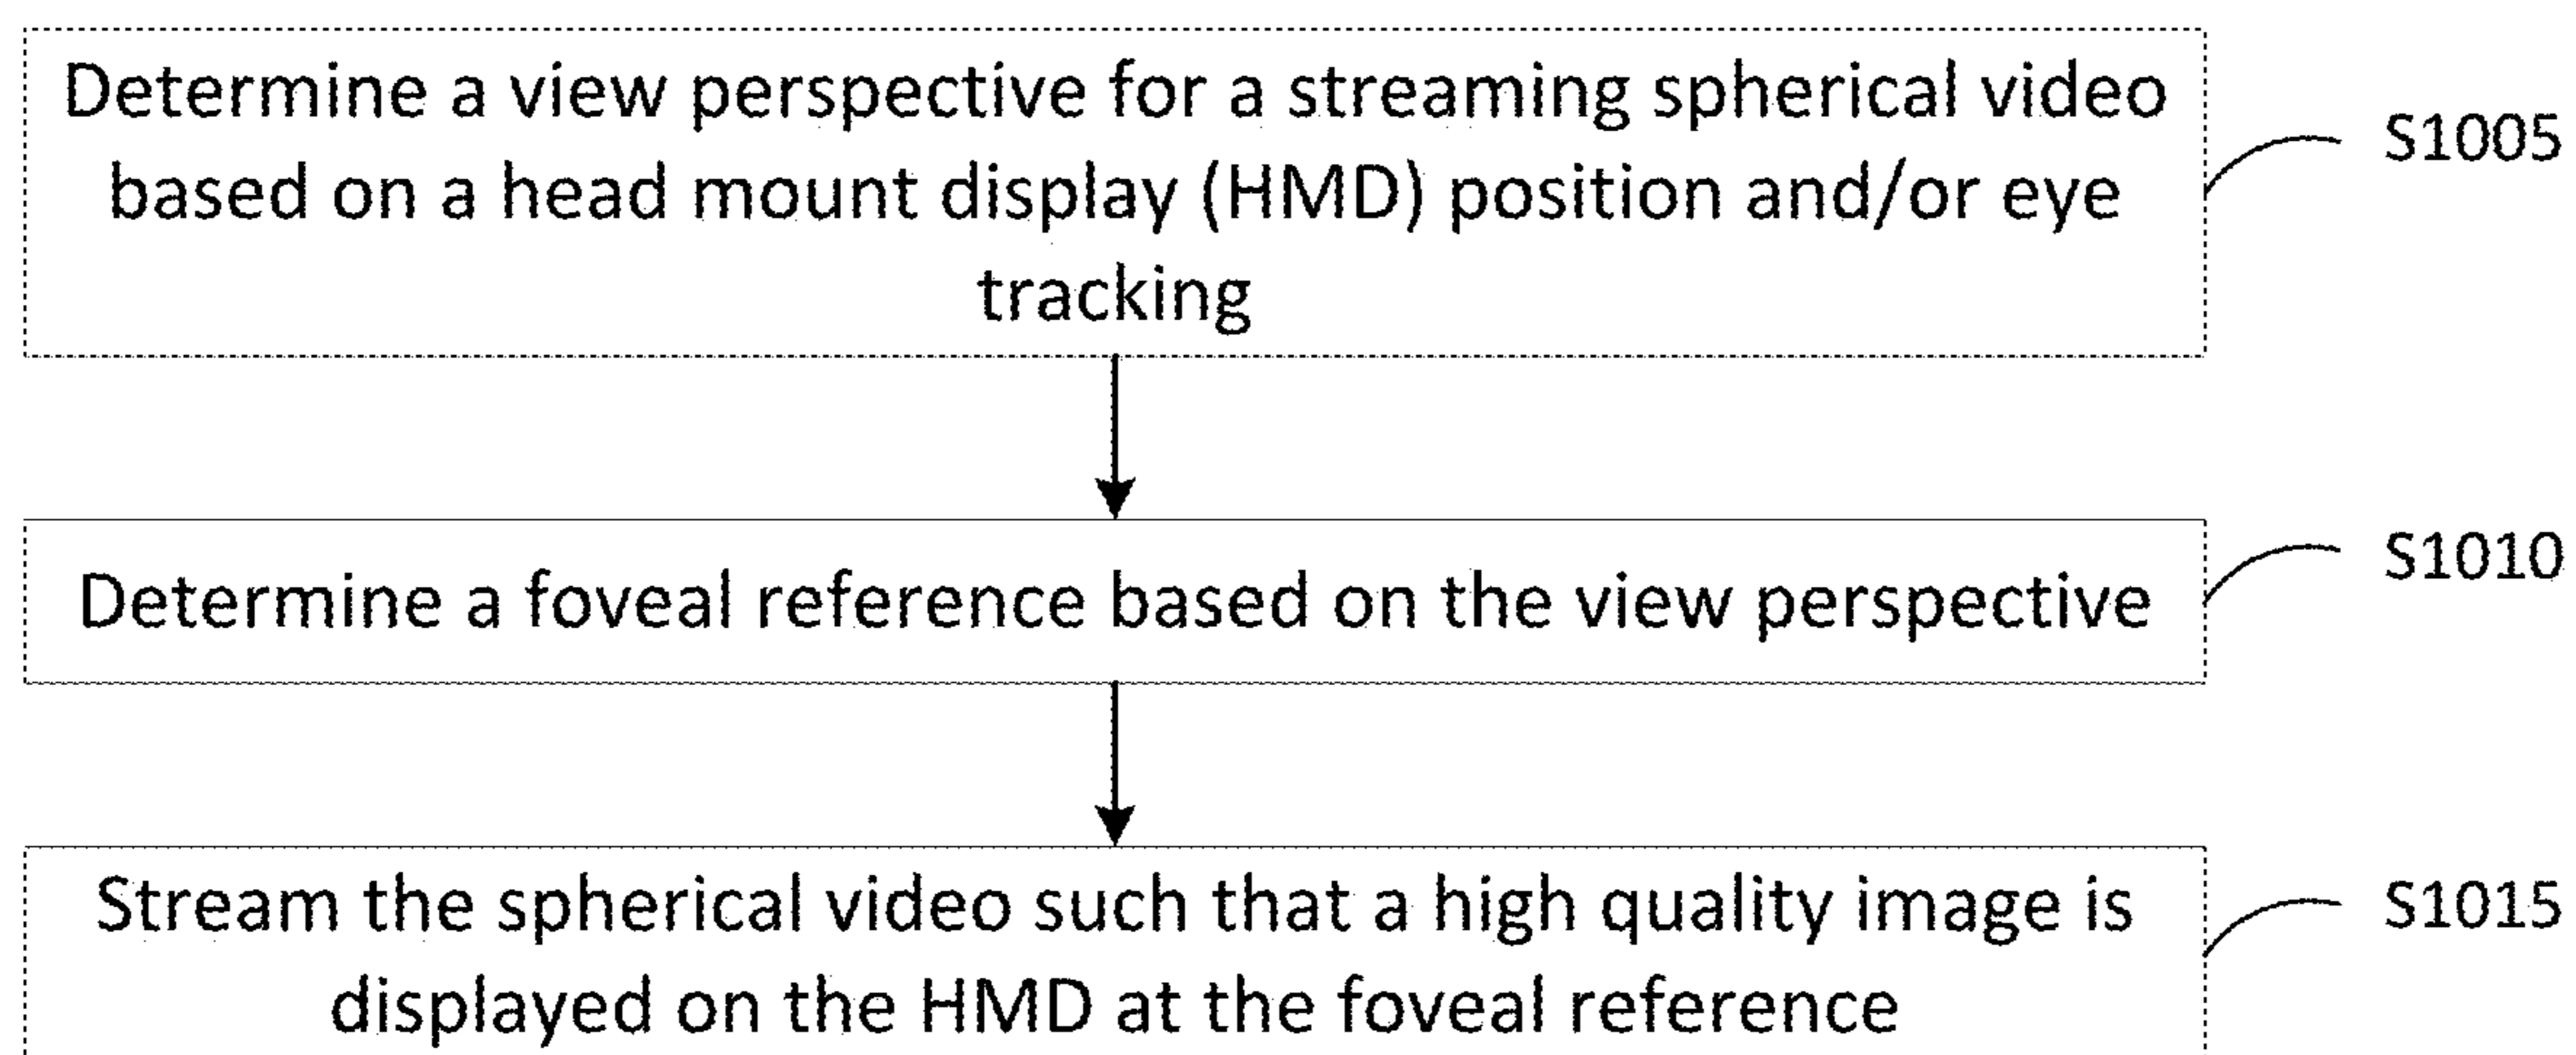 Determine a view perspective for a streaming spherical video
based on a head mount display (HMD) position and/or eye
tracking
S1005
Determine a foveal reference based on the view perspective
S1010
Stream the spherical video such that a high quality image is
displayed on the HMD at the foveal reference
S1015